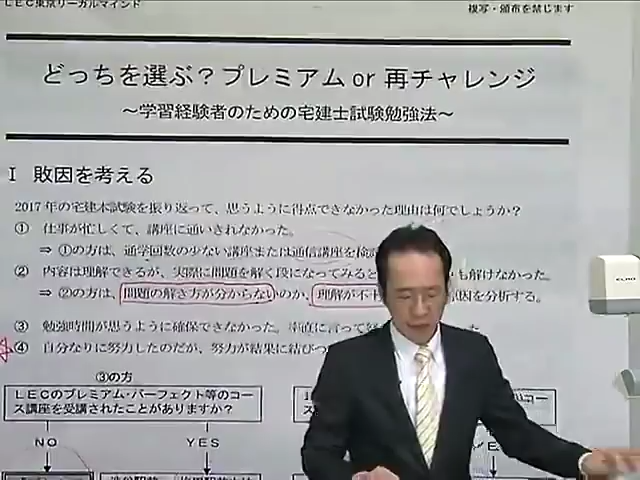 LEC東京リーガルマインド
複写・頒布を禁じます
どっちを選ぶ？プレミアム or 再チャレンジ
～学習経験者のための宅建士試験勉強法～
Ⅰ 敗因を考える
2017年の宅建本試験を振り返って、思うように得点できなかった理由は何でしょうか？
① 仕事が忙しくて、講座に通いきれなかった。
⇒ ①の方は、通学回数の少ない講座または通信講座を検
② 内容は理解できるが、実際に問題を解く段になってみると も解けなかった。
⇒ ②の方は、問題の解き方が分からないのか、理解が不十 因を分析する。
③ 勉強時間が思うように確保できなかった。率直に言って た。
④ 自分なりに努力したのだが、努力が結果に結びつ
③の方
LECのプレミアム・パーフェクト等のコー
ス講座を受講されたことがありますか？
コー
NO YES
ELMO